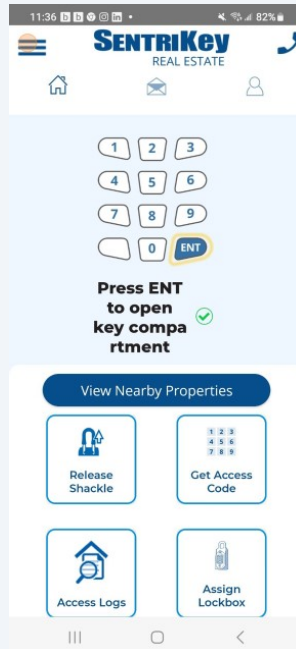 11:36
82%
SENTRIKEY
REAL ESTATE
1 2 3
4 5 6
7 8 9
0 ENT
Press ENT
to open
key compa
rtment
View Nearby Properties
1 2 3
4 5 6
7 8 9
Release
Shackle
Get Access
Code
Access Logs
Assign
Lockbox